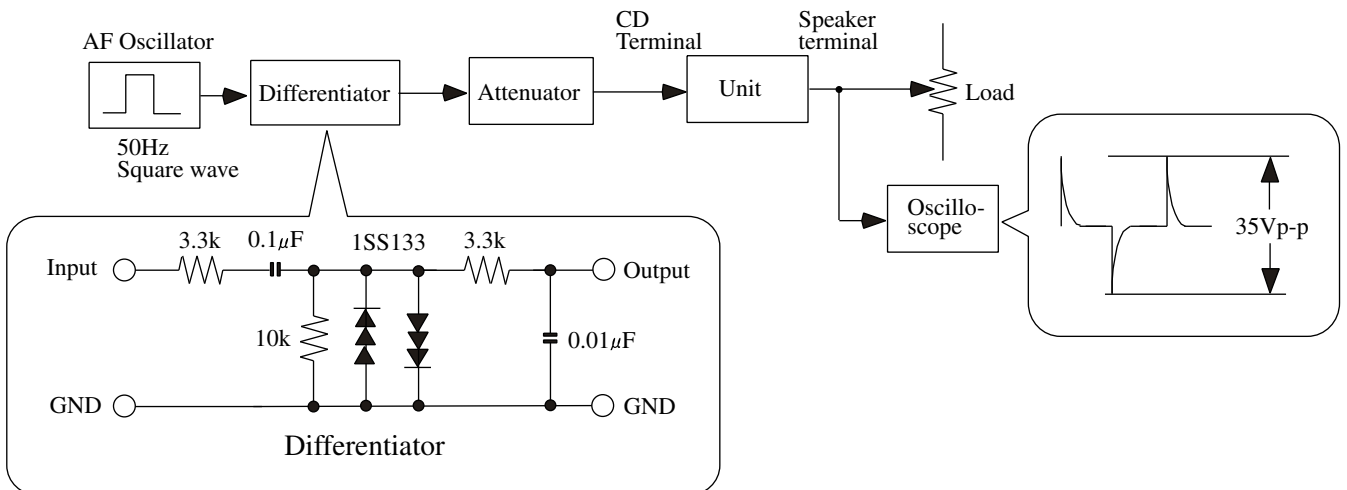 AF Oscillator
50Hz
Square wave
Differentiator
Attenuator
CD
Terminal
Unit
Speaker
terminal
Load
Oscillo-
scope
35Vp-p
Input
3.3k
0.1μF
1SS133
3.3k
Output
10k
0.01μF
GND
GND
Differentiator